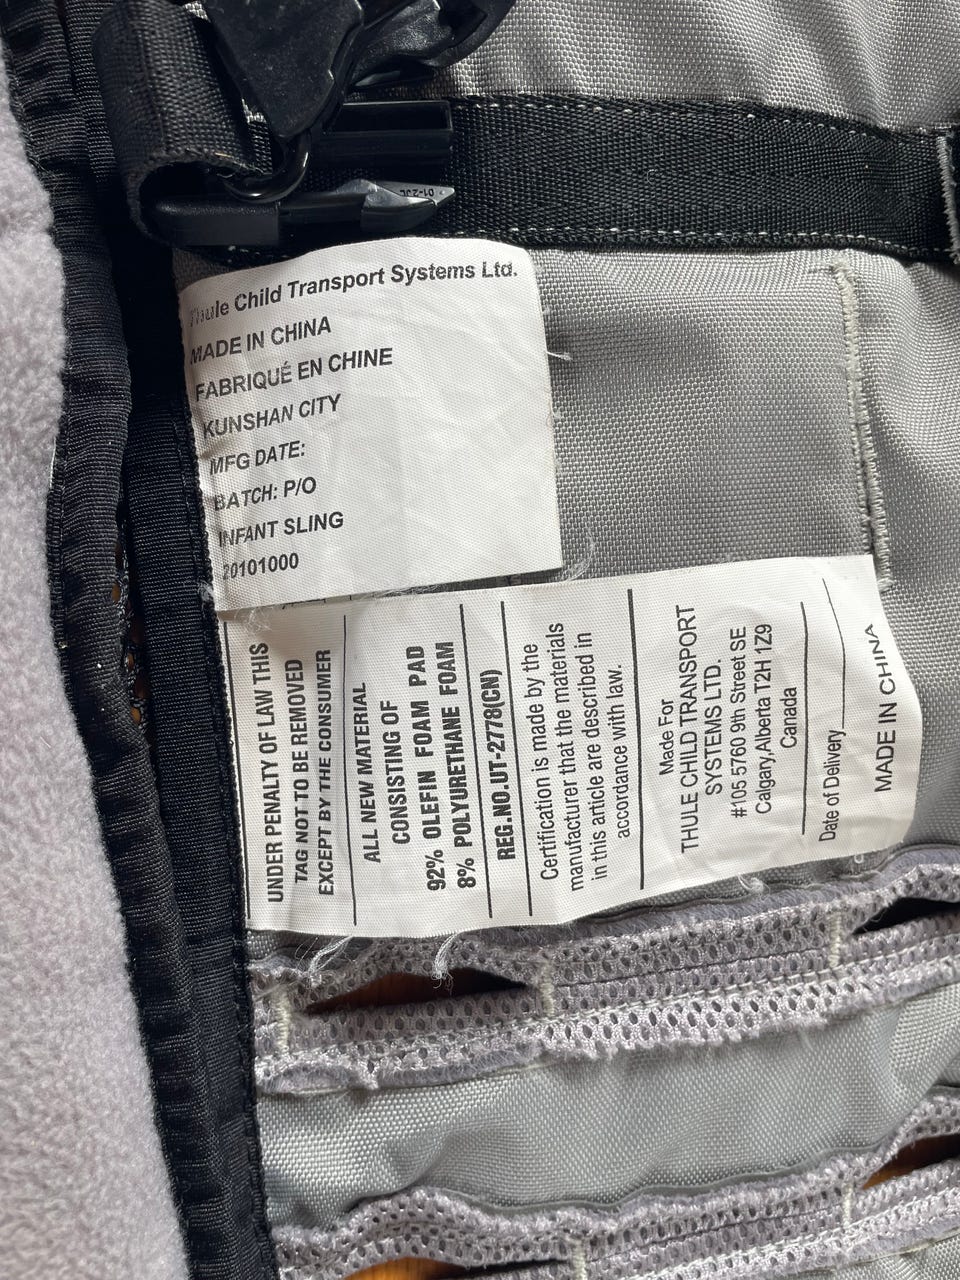 Thule Child Transport Systems Ltd.
MADE IN CHINA
FABRIQUÉ EN CHINE
KUNSHAN CITY
MFG DATE:
BATCH: P/O
INFANT SLING
20101000
UNDER PENALTY OF LAW THIS
TAG NOT TO BE REMOVED
EXCEPT BY THE CONSUMER
ALL NEW MATERIAL
CONSISTING OF
92% OLEFIN FOAM PAD
8% POLYURETHANE FOAM
REG.NO.UT-2778(CN)
Certification is made by the
manufacturer that the materials
in this article are described in
accordance with law.
Made For
THULE CHILD TRANSPORT
SYSTEMS LTD.
#105 5760 9th Street SE
Calgary,Alberta T2H 1Z9
Canada
Date of Delivery
MADE IN CHINA